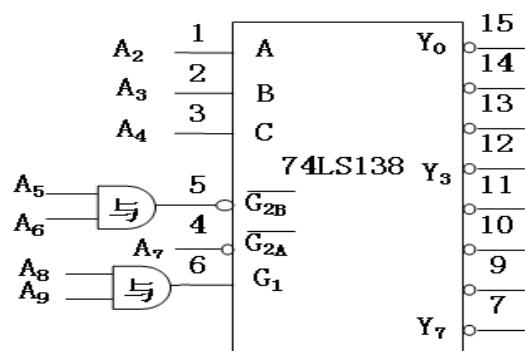 A2 1 A Y0 15
14
A3 2 B
13
A4 3 C
12
74LS138 Y3
11
A5 与 5 G2B
A6
10
A7 4 G2A
9
A8 与 6 G1
A9
7
Y7